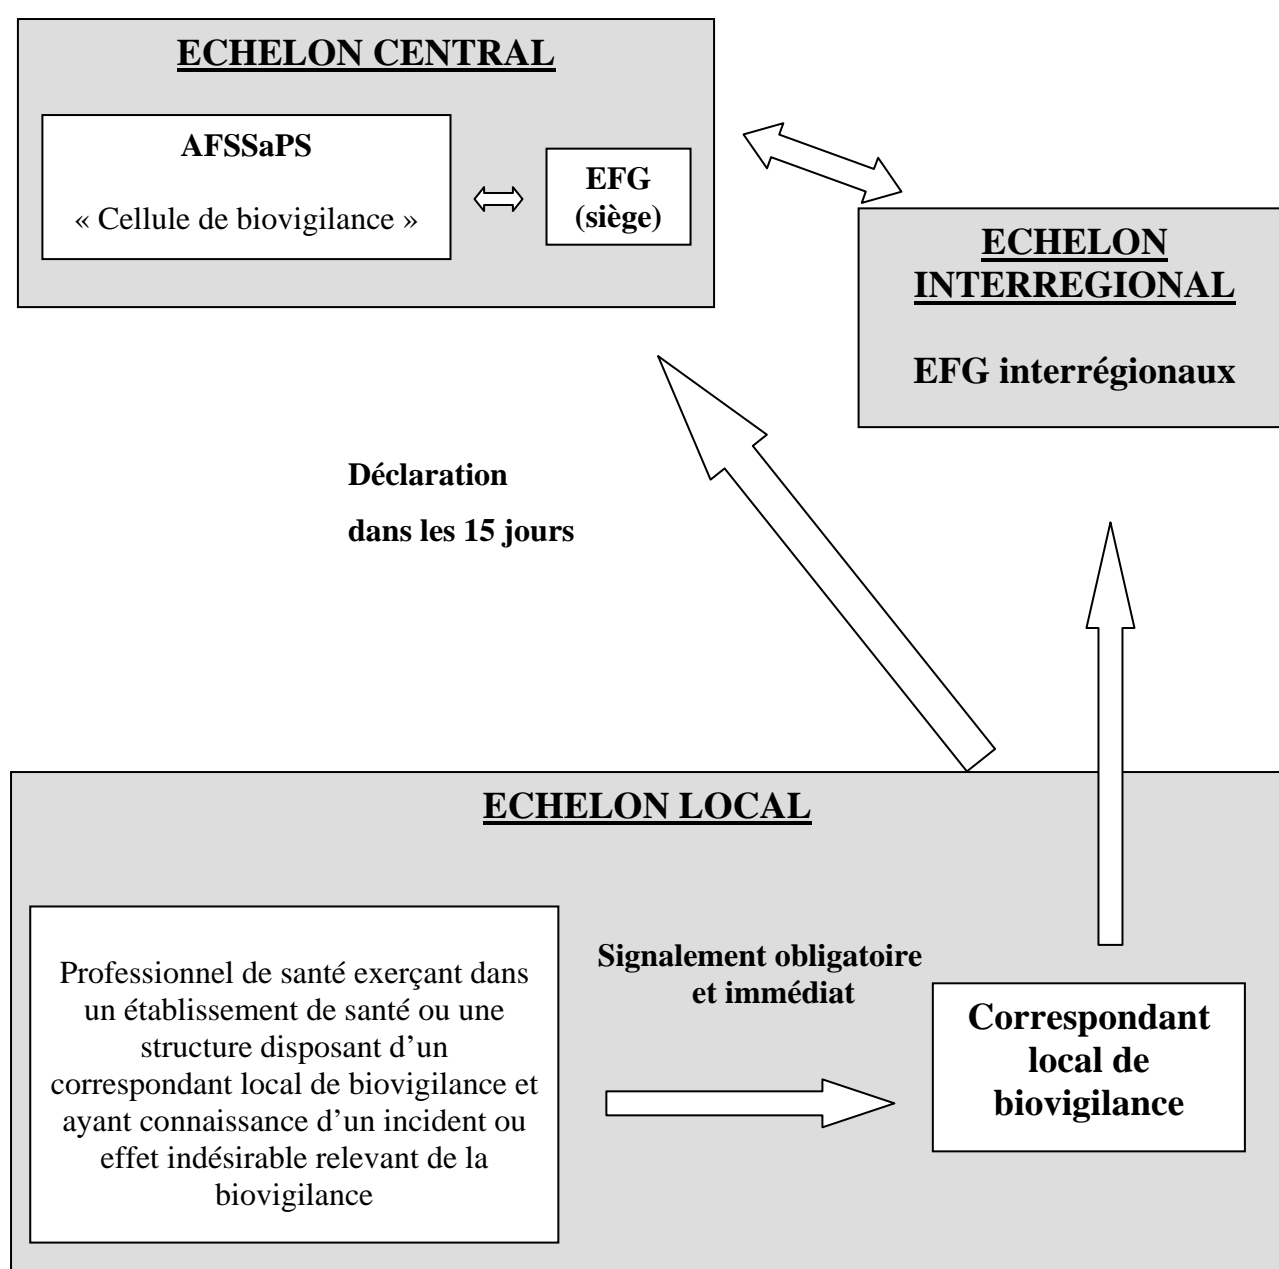 ECHELON CENTRAL
AFSSaPS
« Cellule de biovigilance »
EFG
(siège)
ECHELON
INTERREGIONAL
EFG interrégionaux
Déclaration
dans les 15 jours
ECHELON LOCAL
Professionnel de santé exerçant dans
un établissement de santé ou une
structure disposant d’un
correspondant local de biovigilance et
ayant connaissance d’un incident ou
effet indésirable relevant de la
biovigilance
Signalement obligatoire
et immédiat
Correspondant
local de
biovigilance